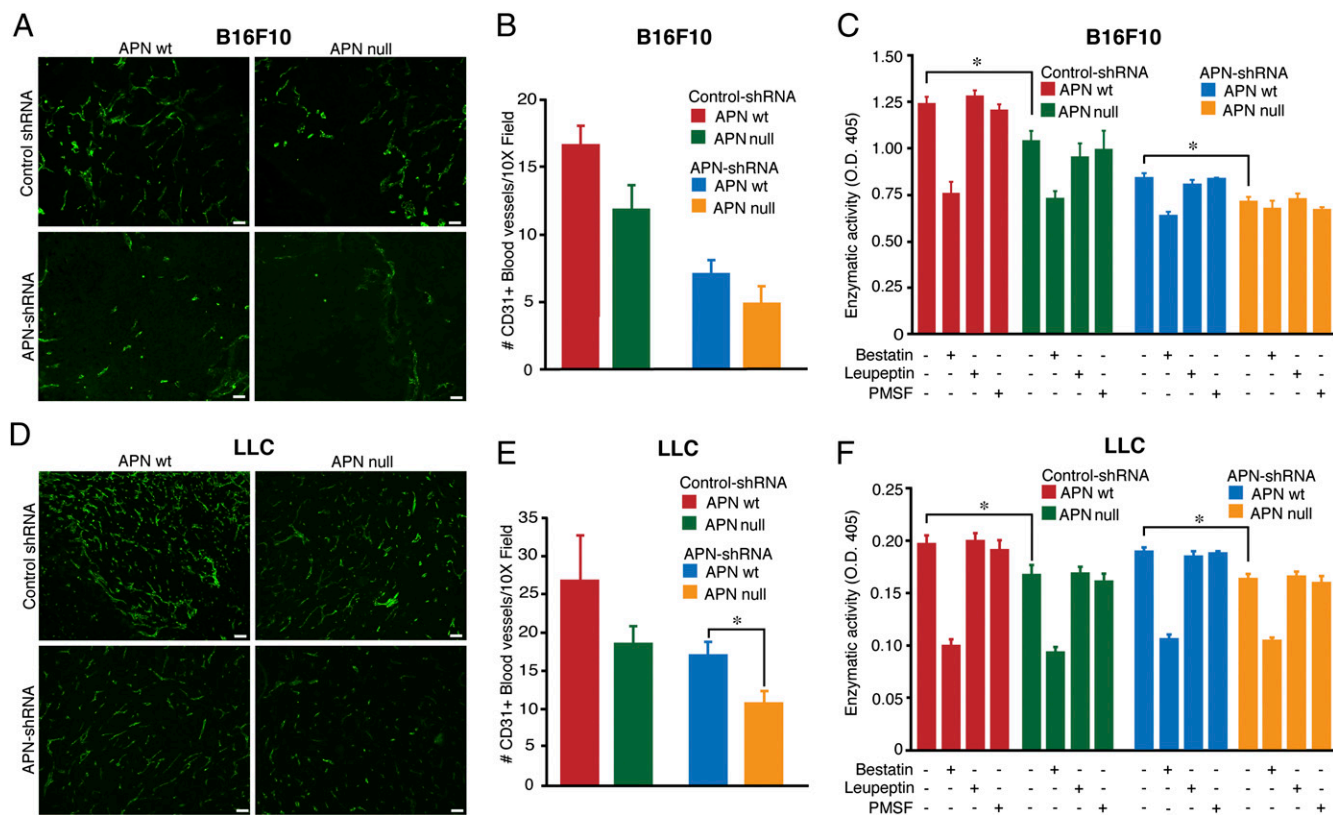 A
B16F10
APN wt
APN null
Control shRNA
APN-shRNA
B
B16F10
# CD31+ Blood vessels/10X Field
20
15
10
5
0
Control-shRNA
APN wt
APN null
APN-shRNA
APN wt
APN null
C
B16F10
Enzymatic activity (O.D. 405)
1.50
1.25
1.00
0.75
0.50
0.25
0.00
Control-shRNA
APN wt
APN null
APN-shRNA
APN wt
APN null
*
*
Bestatin - + - - - + - - - + - - - + - -
Leupeptin - - + - - - + - - - + - - - + -
PMSF - - - + - - - + - - - + - - - +
D
LLC
APN wt
APN null
Control shRNA
APN-shRNA
E
LLC
# CD31+ Blood vessels/10X Field
35
30
25
20
15
10
5
0
Control-shRNA
APN wt
APN null
APN-shRNA
APN wt
APN null
*
F
LLC
Enzymatic activity (O.D. 405)
0.25
0.20
0.15
0.10
0.05
0.00
Control-shRNA
APN wt
APN null
APN-shRNA
APN wt
APN null
*
*
Bestatin - + - - - + - - - + - - - + - -
Leupeptin - - + - - - + - - - + - - - + -
PMSF - - - + - - - + - - - + - - - +